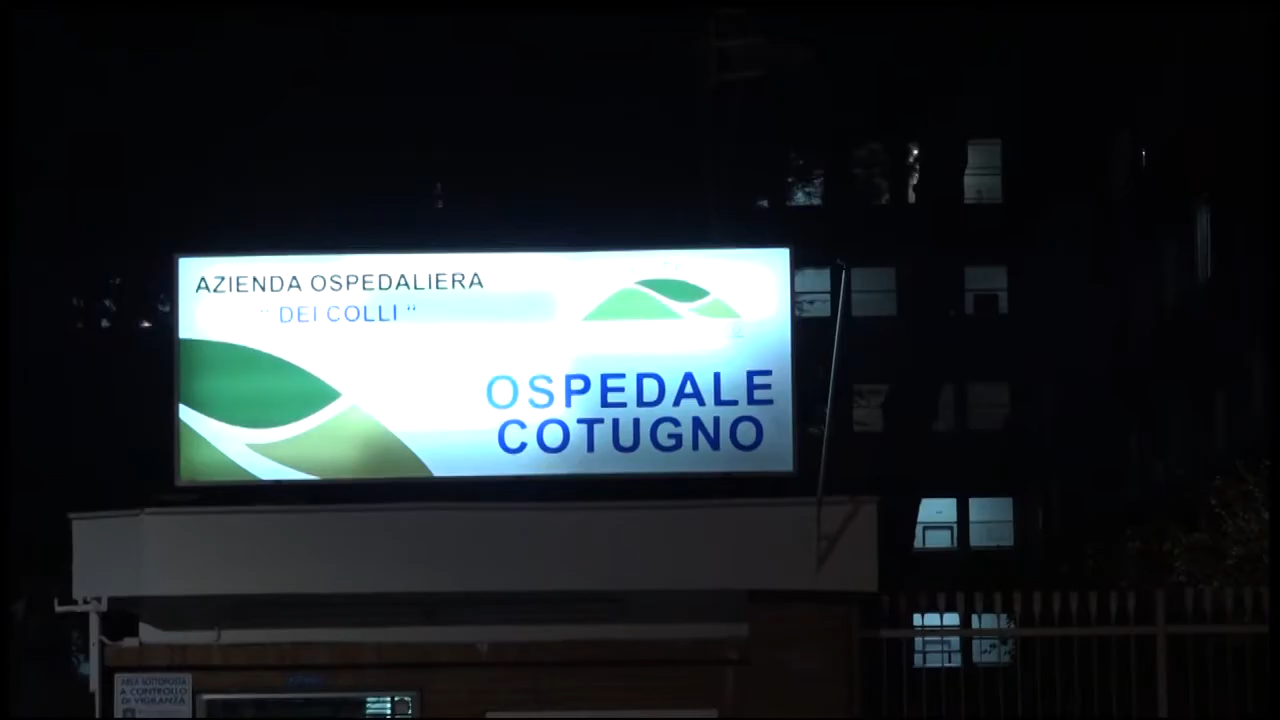 AZIENDA OSPEDALIERA
" DEI COLLI "
OSPEDALE
COTUGNO
AREA SOTTOPOSTA
A CONTROLLO
DI VIGILANZA